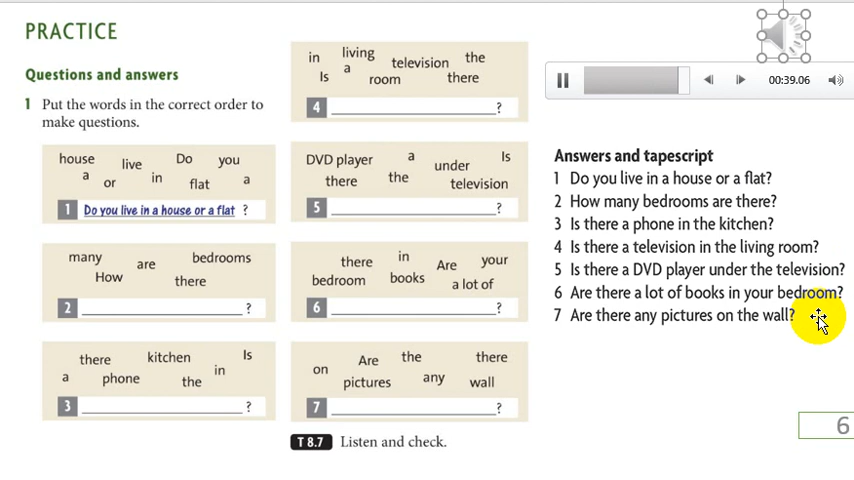 PRACTICE
Questions and answers
1 Put the words in the correct order to
make questions.
house live Do you
a or in flat a
1 Do you live in a house or a flat ?
many are bedrooms
How there
2 ?
there kitchen in Is
a phone the
3 ?
in living television the
Is a room there
4 ?
DVD player a under Is
there the television
5 ?
there in Are your
bedroom books a lot of
6 ?
on Are the there
pictures any wall
7 ?
T 8.7 Listen and check.
00:39.06
Answers and tapescript
1 Do you live in a house or a flat?
2 How many bedrooms are there?
3 Is there a phone in the kitchen?
4 Is there a television in the living room?
5 Is there a DVD player under the television?
6 Are there a lot of books in your bedroom?
7 Are there any pictures on the wall?
6